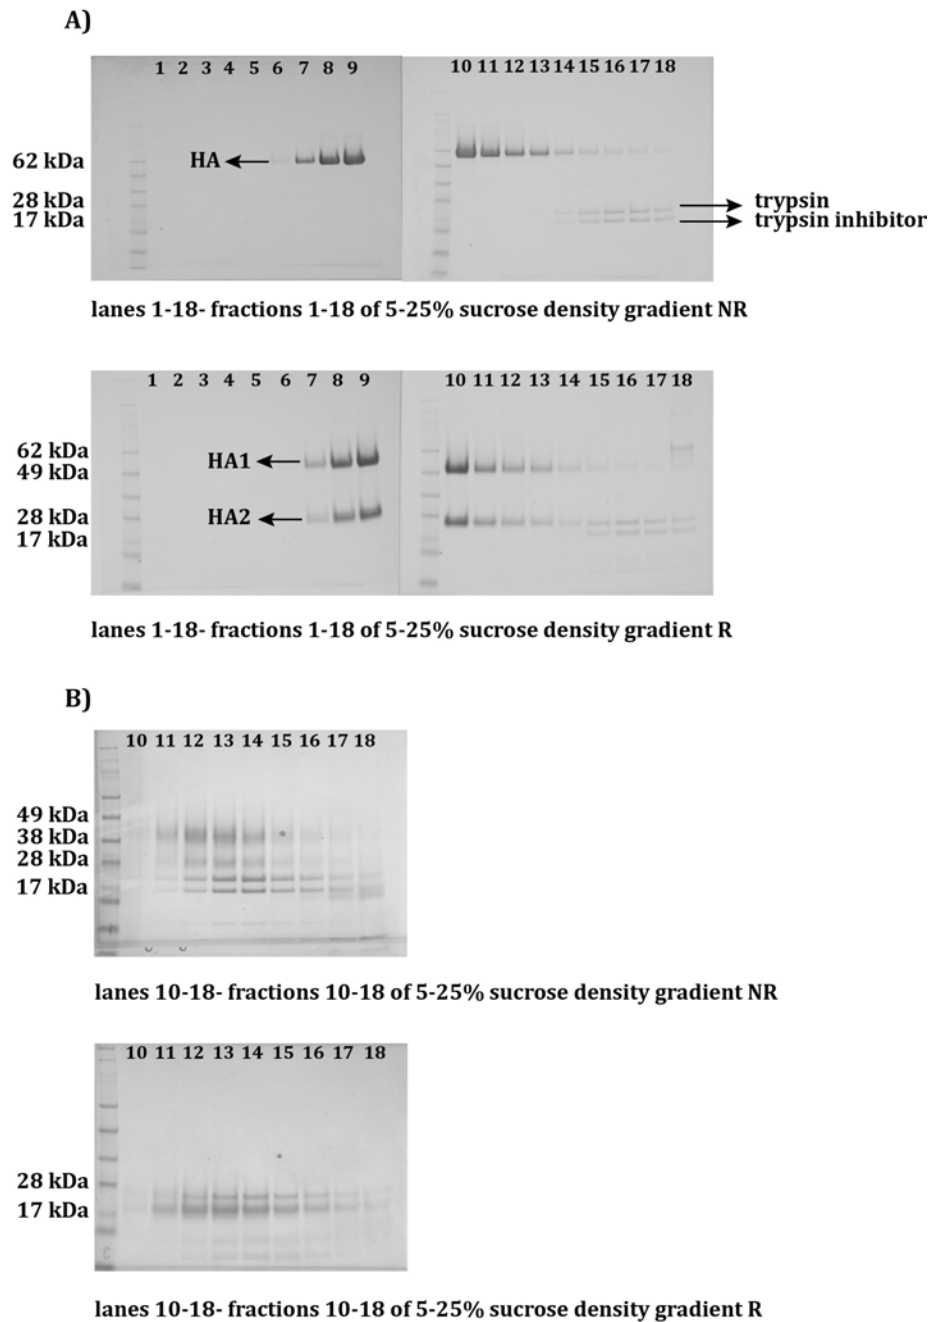 A)
1 2 3 4 5 6 7 8 9
10 11 12 13 14 15 16 17 18
62 kDa
HA
28 kDa
17 kDa
trypsin
trypsin inhibitor
lanes 1-18- fractions 1-18 of 5-25% sucrose density gradient NR
1 2 3 4 5 6 7 8 9
10 11 12 13 14 15 16 17 18
62 kDa
49 kDa
HA1
28 kDa
17 kDa
HA2
lanes 1-18- fractions 1-18 of 5-25% sucrose density gradient R
B)
10 11 12 13 14 15 16 17 18
49 kDa
38 kDa
28 kDa
17 kDa
lanes 10-18- fractions 10-18 of 5-25% sucrose density gradient NR
10 11 12 13 14 15 16 17 18
28 kDa
17 kDa
3
lanes 10-18- fractions 10-18 of 5-25% sucrose density gradient R